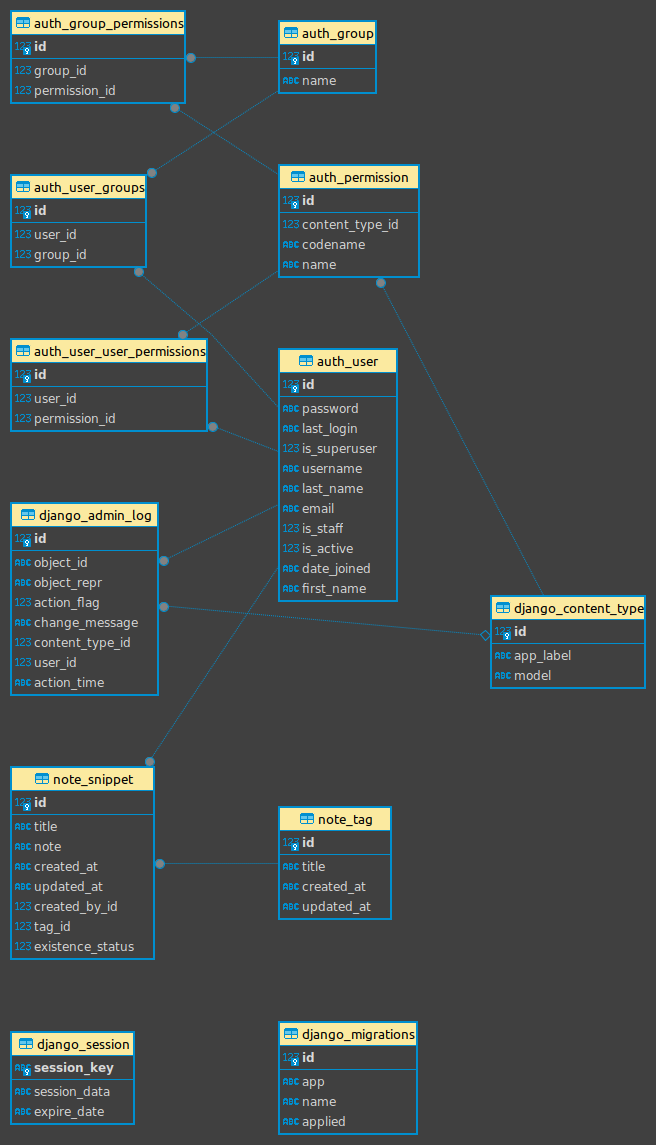 auth_group_permissions
123 id
123 group_id
123 permission_id
auth_group
123 id
ABC name
auth_user_groups
123 id
123 user_id
123 group_id
auth_permission
123 id
123 content_type_id
ABC codename
ABC name
auth_user_user_permissions
123 id
123 user_id
123 permission_id
auth_user
123 id
ABC password
ABC last_login
123 is_superuser
ABC username
ABC last_name
ABC email
123 is_staff
123 is_active
ABC date_joined
ABC first_name
django_admin_log
123 id
ABC object_id
ABC object_repr
123 action_flag
ABC change_message
123 content_type_id
123 user_id
ABC action_time
django_content_type
123 id
ABC app_label
ABC model
note_snippet
123 id
ABC title
ABC note
ABC created_at
ABC updated_at
123 created_by_id
123 tag_id
123 existence_status
note_tag
123 id
ABC title
ABC created_at
ABC updated_at
django_session
ABC session_key
ABC session_data
ABC expire_date
django_migrations
123 id
ABC app
ABC name
ABC applied